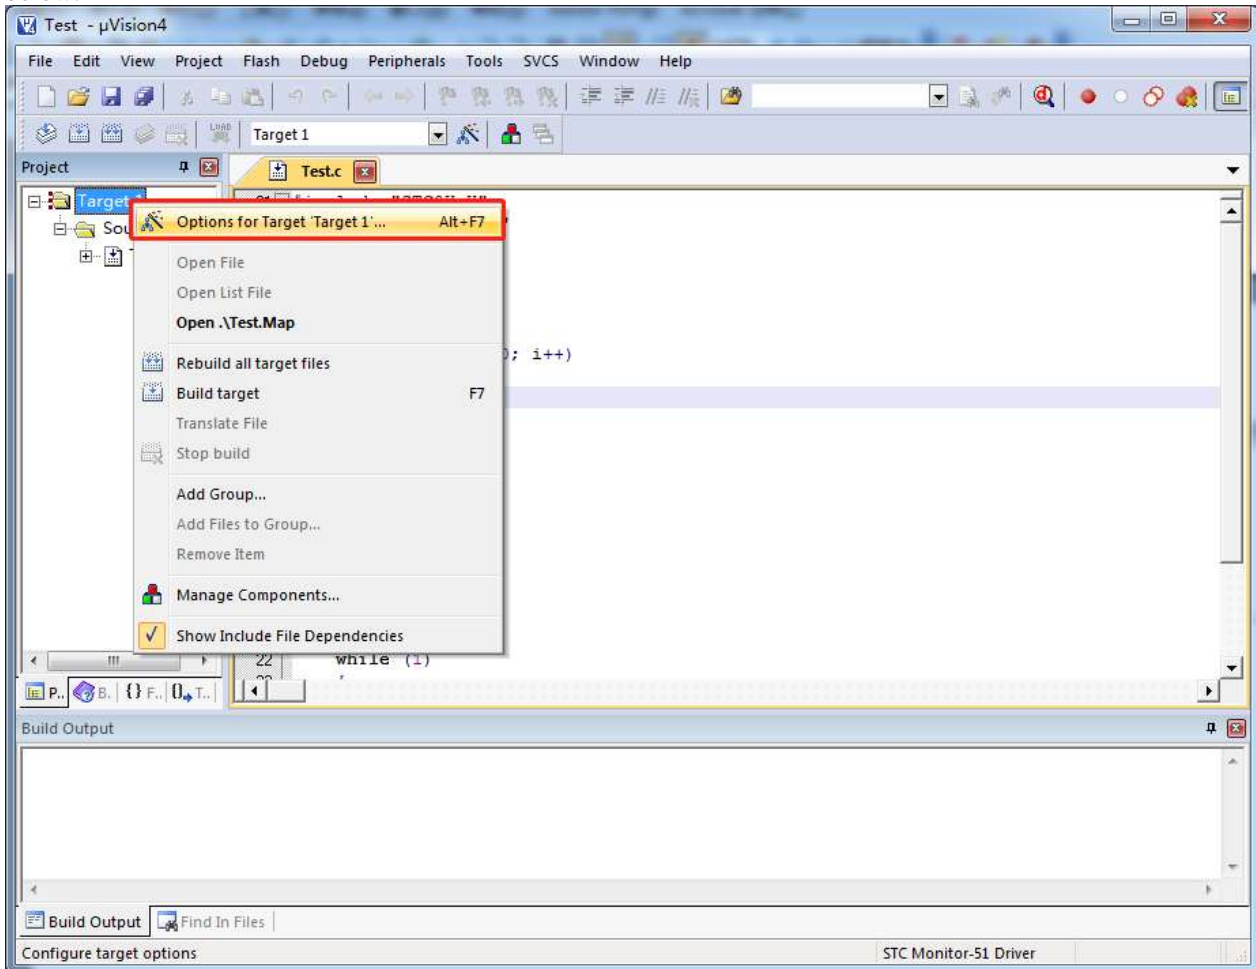 Test - µVision4
File Edit View Project Flash Debug Peripherals Tools SVCS Window Help
LOAD Target 1
Project
Test.c
Target
Options for Target 'Target 1'... Alt+F7
Sou
Open File
Open List File
Open .\Test.Map
; i++)
Rebuild all target files
Build target F7
Translate File
Stop build
Add Group...
Add Files to Group...
Remove Item
Manage Components...
Show Include File Dependencies
22 while (1)
P.. B. {} F.. T..
Build Output
Build Output Find In Files
Configure target options STC Monitor-51 Driver